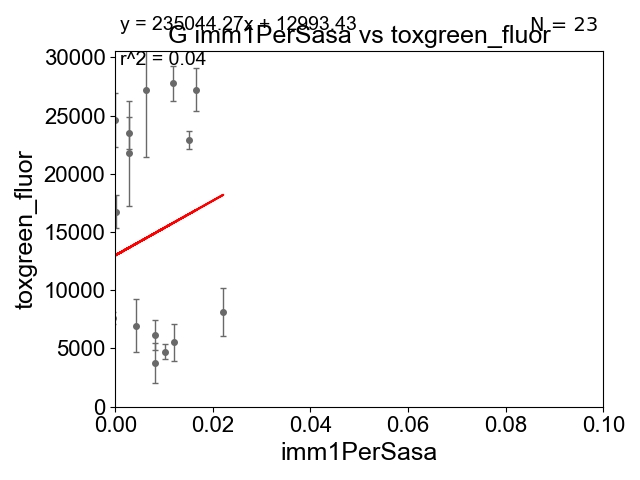 y = 235044.27x + 12993.43
N = 23
G imm1PerSasa vs toxgreen_fluor
r^2 = 0.04
30000
25000
20000
15000
10000
5000
0
toxgreen_fluor
0.00 0.02 0.04 0.06 0.08 0.10
imm1PerSasa